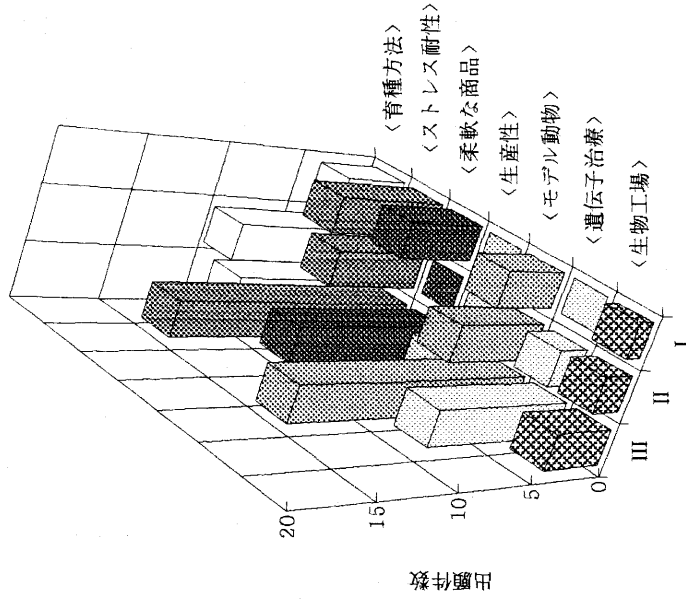 〈育種方法〉
〈ストレス耐性〉
〈柔軟な商品〉
〈生産性〉
〈モデル動物〉
〈遺伝子治療〉
〈生物工場〉
I
II
III
20
15
10
5
0
出願件数